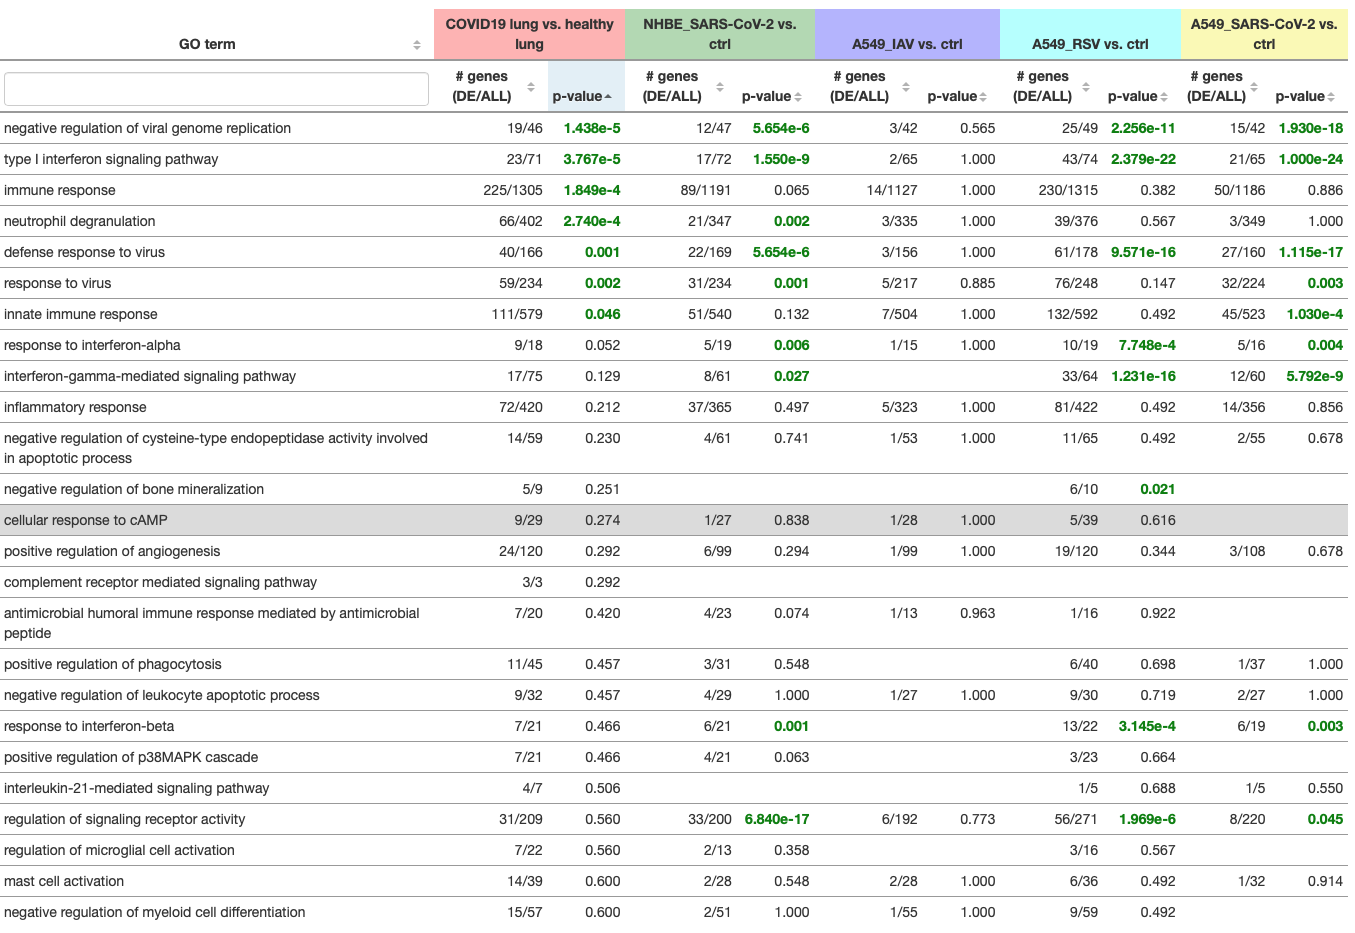 COVID19 lung vs. healthy lung NHBE_SARS-CoV-2 vs. ctrl A549_IAV vs. ctrl A549_RSV vs. ctrl A549_SARS-CoV-2 vs. ctrl
GO term
# genes (DE/ALL) p-value # genes (DE/ALL) p-value # genes (DE/ALL) p-value # genes (DE/ALL) p-value # genes (DE/ALL) p-value
negative regulation of viral genome replication 19/46 1.438e-5 12/47 5.654e-6 3/42 0.565 25/49 2.256e-11 15/42 1.930e-18
type I interferon signaling pathway 23/71 3.767e-5 17/72 1.550e-9 2/65 1.000 43/74 2.379e-22 21/65 1.000e-24
immune response 225/1305 1.849e-4 89/1191 0.065 14/1127 1.000 230/1315 0.382 50/1186 0.886
neutrophil degranulation 66/402 2.740e-4 21/347 0.002 3/335 1.000 39/376 0.567 3/349 1.000
defense response to virus 40/166 0.001 22/169 5.654e-6 3/156 1.000 61/178 9.571e-16 27/160 1.115e-17
response to virus 59/234 0.002 31/234 0.001 5/217 0.885 76/248 0.147 32/224 0.003
innate immune response 111/579 0.046 51/540 0.132 7/504 1.000 132/592 0.492 45/523 1.030e-4
response to interferon-alpha 9/18 0.052 5/19 0.006 1/15 1.000 10/19 7.748e-4 5/16 0.004
interferon-gamma-mediated signaling pathway 17/75 0.129 8/61 0.027 33/64 1.231e-16 12/60 5.792e-9
inflammatory response 72/420 0.212 37/365 0.497 5/323 1.000 81/422 0.492 14/356 0.856
negative regulation of cysteine-type endopeptidase activity involved 14/59 0.230 4/61 0.741 1/53 1.000 11/65 0.492 2/55 0.678
in apoptotic process
negative regulation of bone mineralization 5/9 0.251 6/10 0.021
cellular response to cAMP 9/29 0.274 1/27 0.838 1/28 1.000 5/39 0.616
positive regulation of angiogenesis 24/120 0.292 6/99 0.294 1/99 1.000 19/120 0.344 3/108 0.678
complement receptor mediated signaling pathway 3/3 0.292
antimicrobial humoral immune response mediated by antimicrobial 7/20 0.420 4/23 0.074 1/13 0.963 1/16 0.922
peptide
positive regulation of phagocytosis 11/45 0.457 3/31 0.548 6/40 0.698 1/37 1.000
negative regulation of leukocyte apoptotic process 9/32 0.457 4/29 1.000 1/27 1.000 9/30 0.719 2/27 1.000
response to interferon-beta 7/21 0.466 6/21 0.001 13/22 3.145e-4 6/19 0.003
positive regulation of p38MAPK cascade 7/21 0.466 4/21 0.063 3/23 0.664
interleukin-21-mediated signaling pathway 4/7 0.506 1/5 0.688 1/5 0.550
regulation of signaling receptor activity 31/209 0.560 33/200 6.840e-17 6/192 0.773 56/271 1.969e-6 8/220 0.045
regulation of microglial cell activation 7/22 0.560 2/13 0.358 3/16 0.567
mast cell activation 14/39 0.600 2/28 0.548 2/28 1.000 6/36 0.492 1/32 0.914
negative regulation of myeloid cell differentiation 15/57 0.600 2/51 1.000 1/55 1.000 9/59 0.492